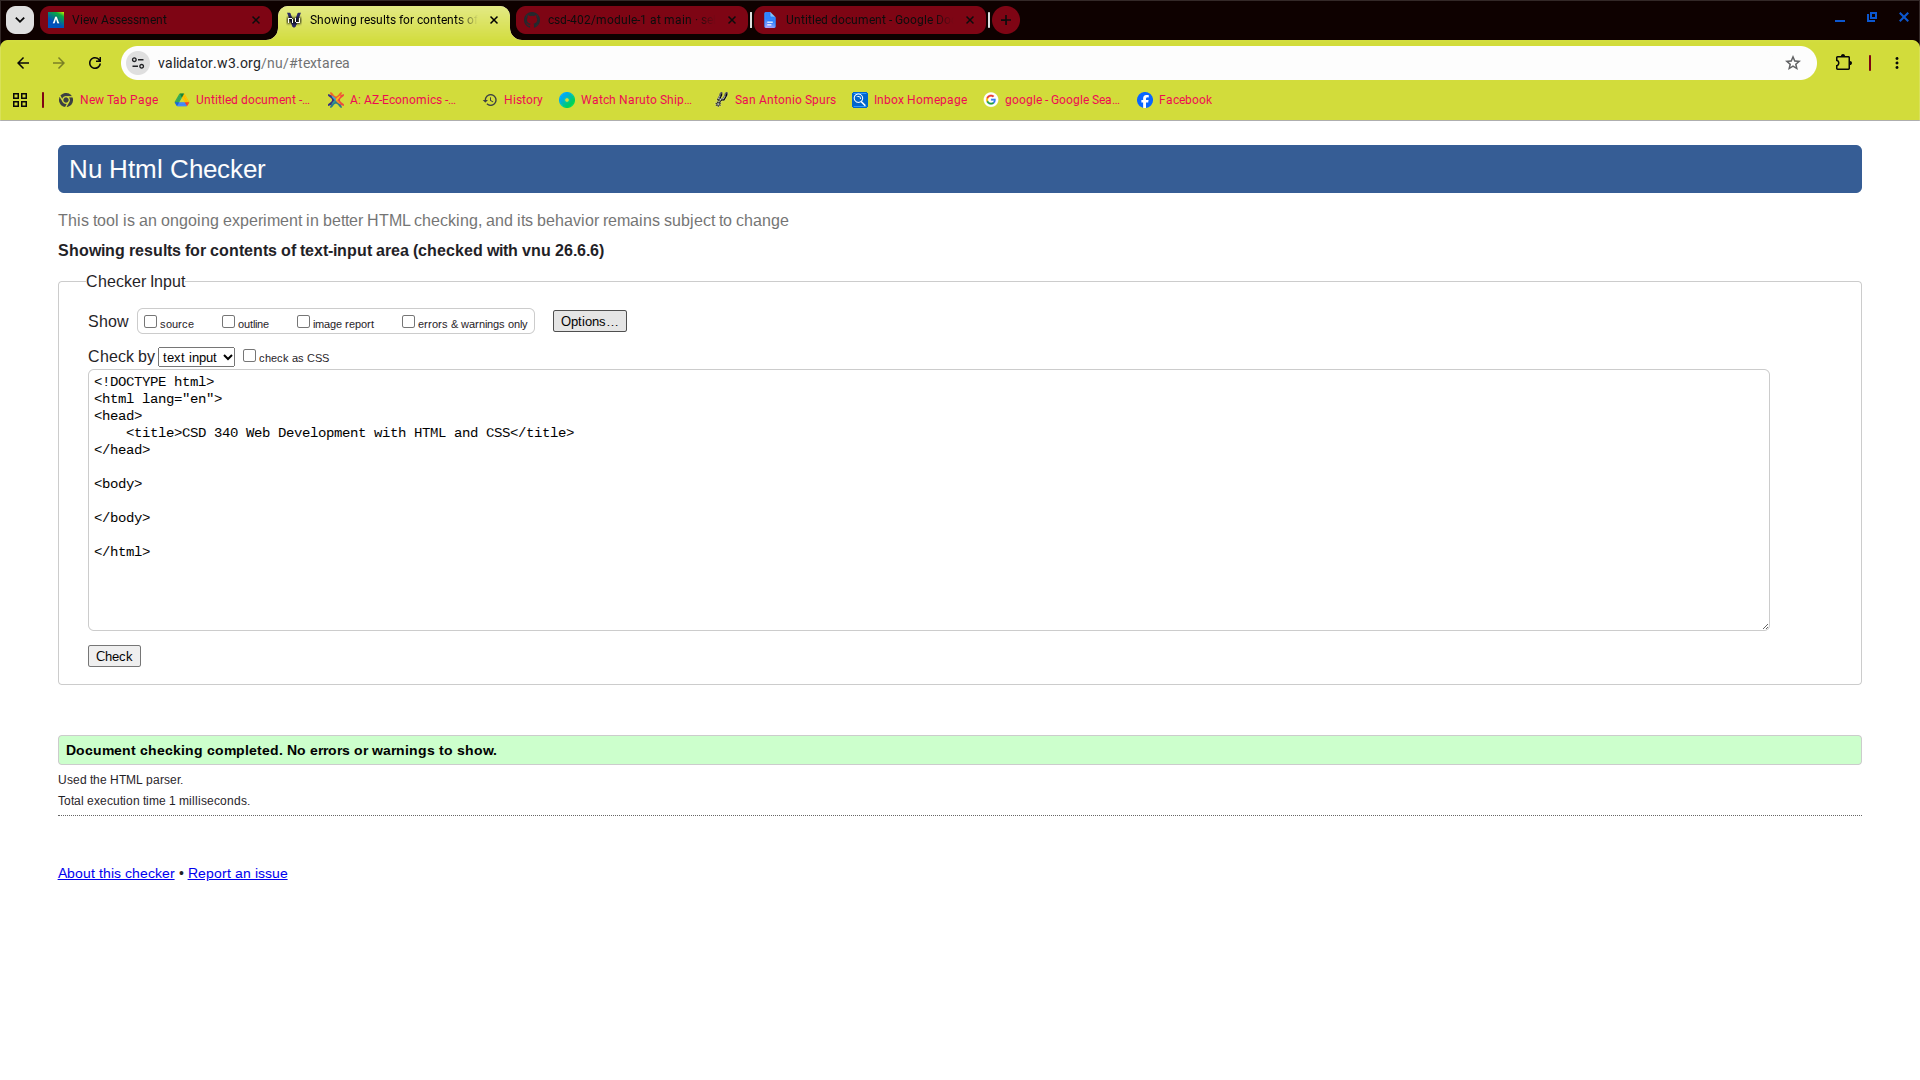 View Assessment
Showing results for contents of
csd-402/module-1 at main · se
Untitled document - Google Do
validator.w3.org/nu/#textarea
New Tab Page
Untitled document -...
A: AZ-Economics -...
History
Watch Naruto Ship...
San Antonio Spurs
Inbox Homepage
google - Google Sea...
Facebook
Nu Html Checker
This tool is an ongoing experiment in better HTML checking, and its behavior remains subject to change
Showing results for contents of text-input area (checked with vnu 26.6.6)
Checker Input
Show source outline image report errors & warnings only Options...
Check by text input check as CSS
<!DOCTYPE html>
<html lang="en">
<head>
    <title>CSD 340 Web Development with HTML and CSS</title>
</head>
<body>
</body>
</html>
Check
Document checking completed. No errors or warnings to show.
Used the HTML parser.
Total execution time 1 milliseconds.
About this checker • Report an issue